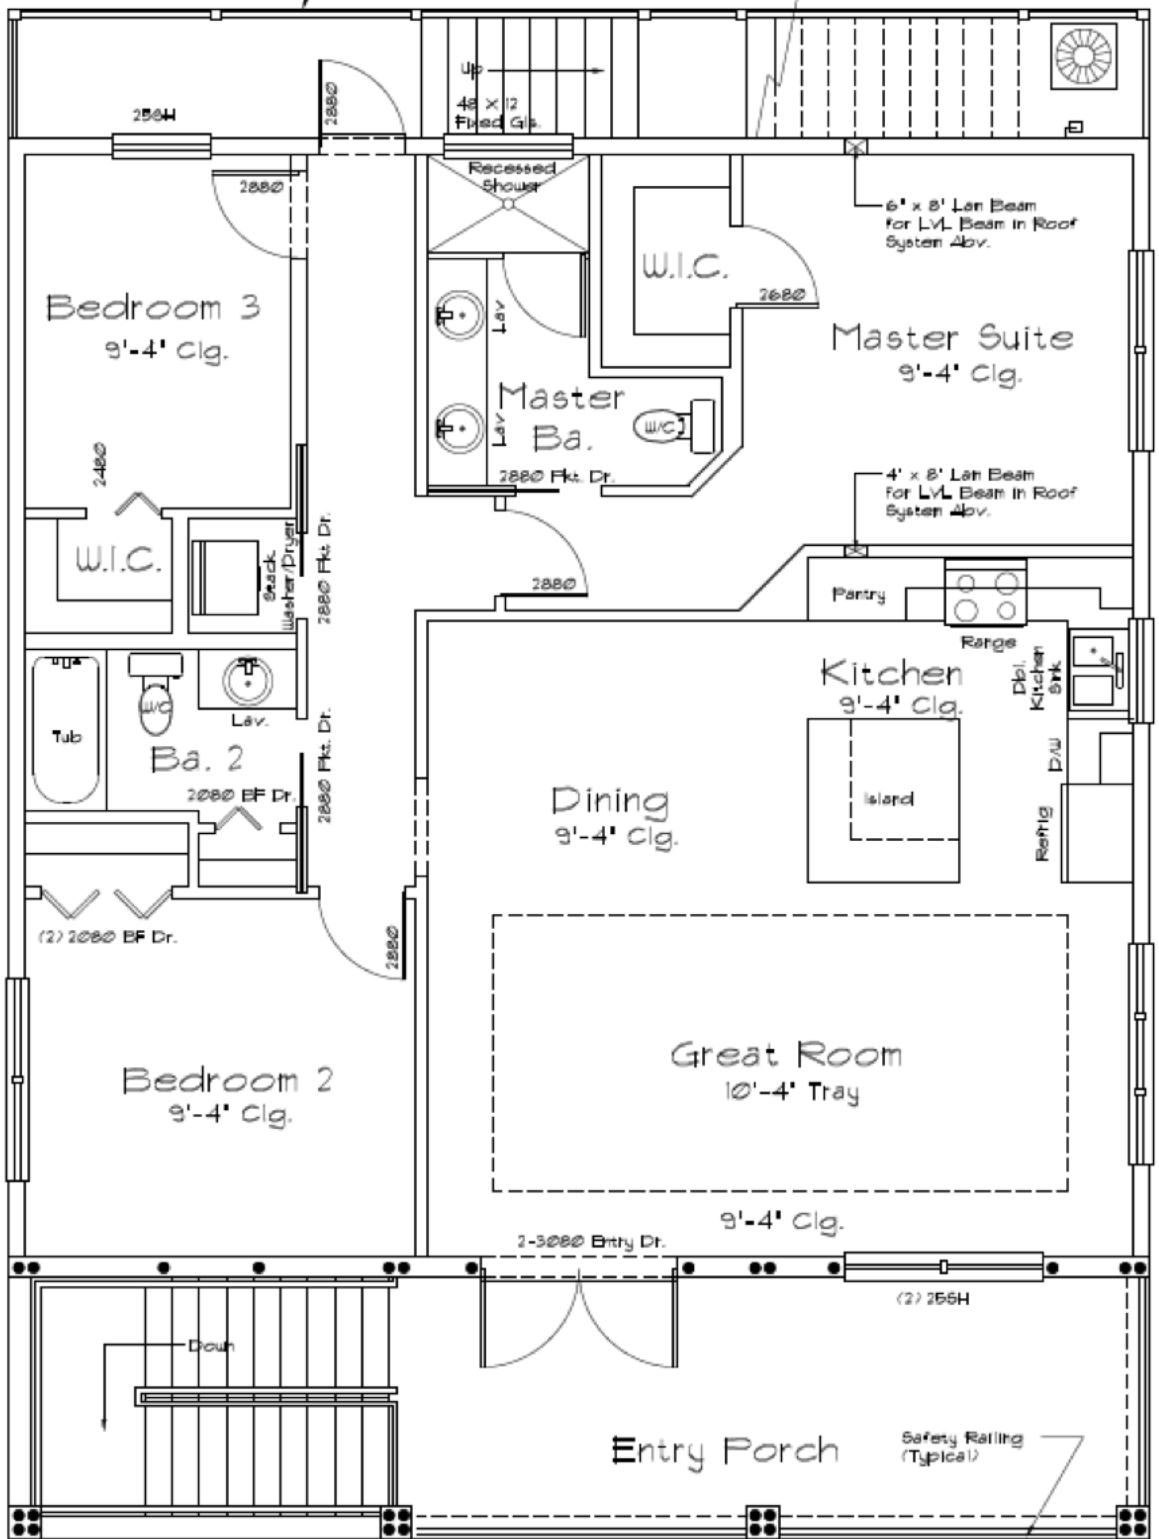 Up
48 X 12
Fixed Gls.
2880
Recessed
Shower
2880
6" x 8" Lam Beam
for LVL Beam in Roof
System Abv.
W.I.C.
2680
Bedroom 3
9'-4" Clg.
Lav
Master Suite
9'-4" Clg.
Master
Ba.
Lav
W/C
2480
2880 Pkt. Dr.
4" x 8" Lam Beam
for LVL Beam in Roof
System Abv.
W.I.C.
Stack
Washer/Dryer
2880 Pkt. Dr.
2880
Pantry
Range
Kitchen
9'-4" Clg.
Dbl.
Kitchen
Sink
W/C
Lav.
Tub
Ba. 2
2880 Pkt. Dr.
2080 BF Dr.
Dining
9'-4" Clg.
Island
D/W
Refrig
(2) 2080 BF Dr.
2880
Great Room
10'-4" Tray
Bedroom 2
9'-4" Clg.
9'-4" Clg.
2-3080 Entry Dr.
Down
Entry Porch
Safety Railing
(Typical)